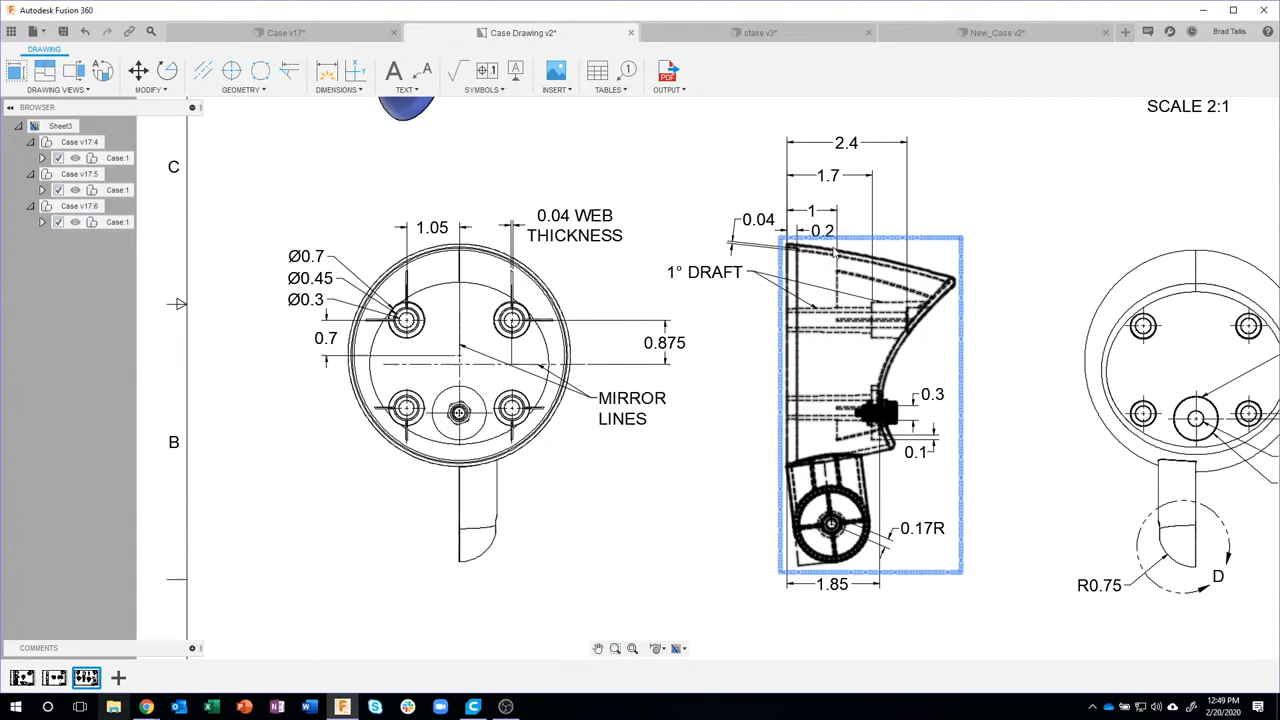 Autodesk Fusion 360
Case v17*
Case Drawing v2*
stake v3*
New_Case v2*
Brad Tallis
DRAWING
DRAWING VIEWS
MODIFY
GEOMETRY
DIMENSIONS
TEXT
SYMBOLS
INSERT
TABLES
OUTPUT
BROWSER
Sheet3
Case v17:4
Case:1
Case v17:5
Case:1
Case v17:6
Case:1
C
B
SCALE 2:1
1.05
0.04 WEB
THICKNESS
Ø0.7
Ø0.45
Ø0.3
0.7
0.875
MIRROR
LINES
2.4
1.7
1
0.04
0.2
1° DRAFT
0.3
0.1
0.17R
1.85
R0.75
D
COMMENTS
PDF
12:49 PM
2/20/2020